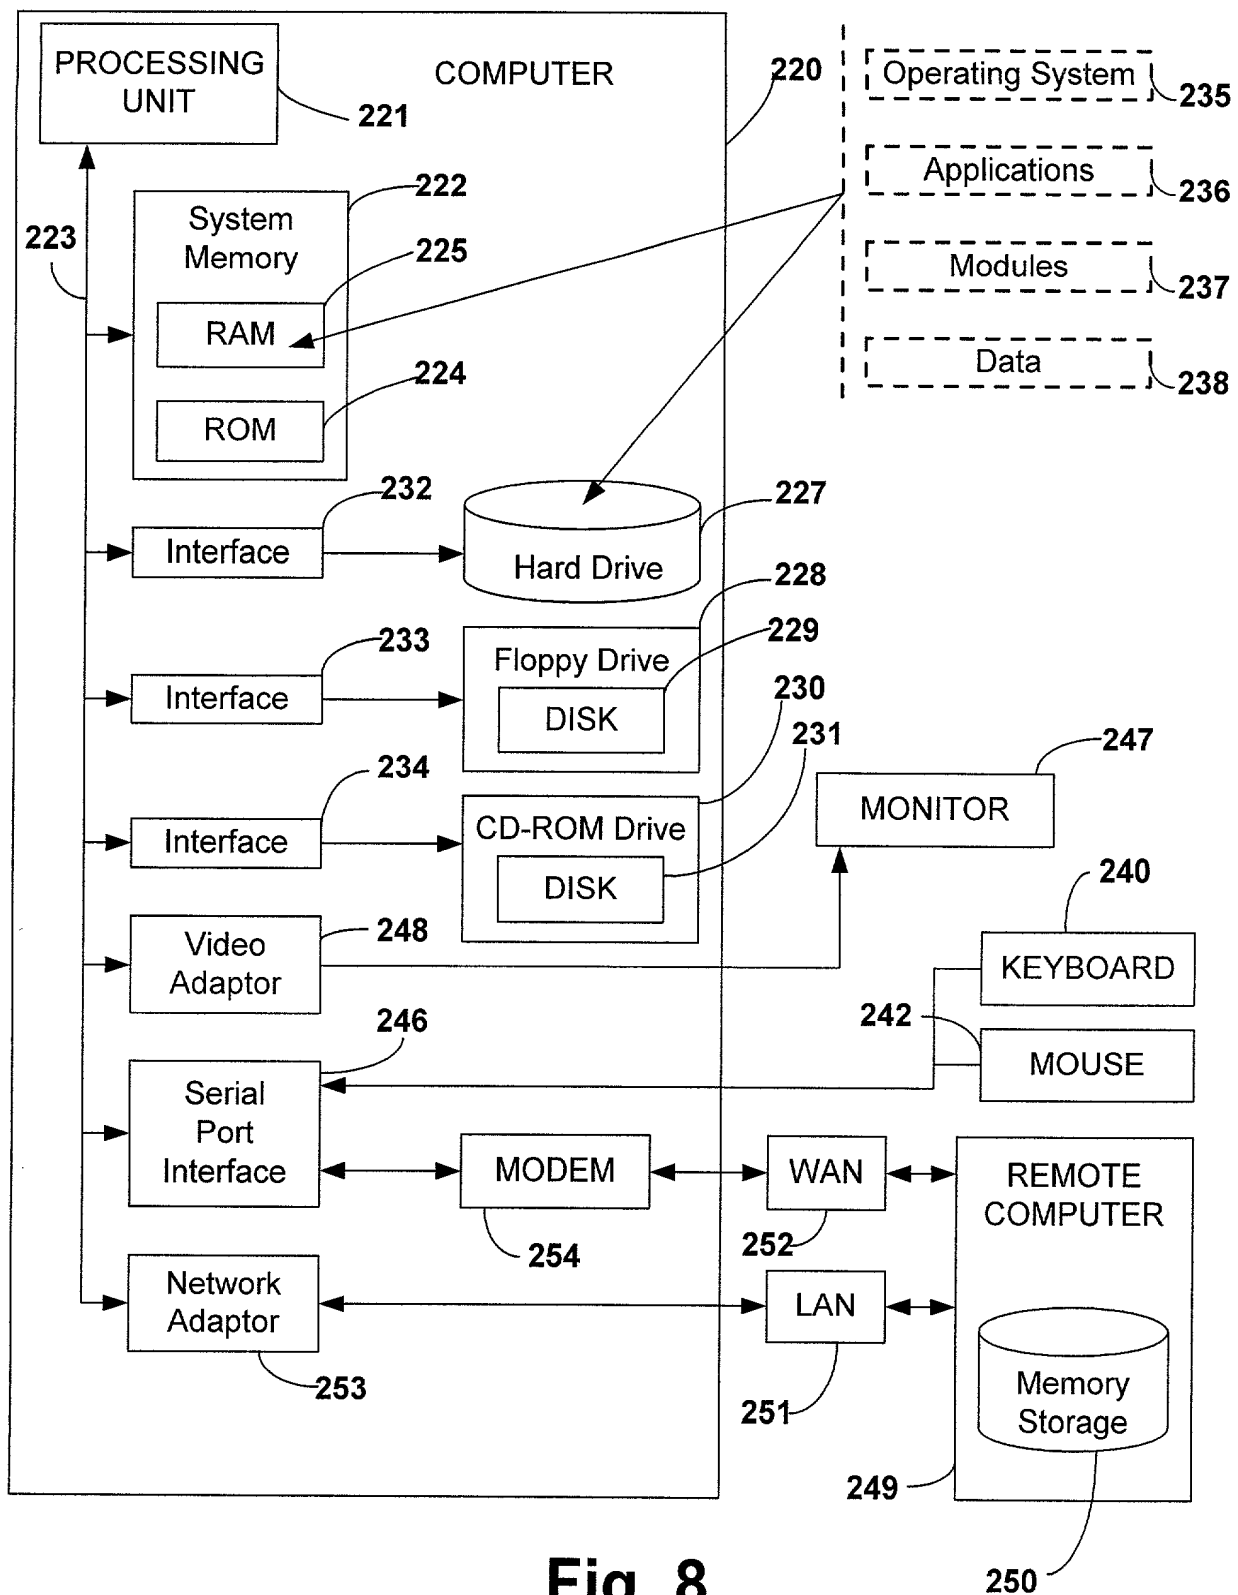 PROCESSING
UNIT
221
COMPUTER
220
Operating System
235
Applications
236
Modules
237
Data
238
223
222
System
Memory
225
RAM
224
ROM
232
Interface
227
Hard Drive
228
233
Interface
229
Floppy Drive
DISK
230
231
234
Interface
CD-ROM Drive
DISK
247
MONITOR
248
Video
Adaptor
240
KEYBOARD
242
MOUSE
246
Serial
Port
Interface
MODEM
254
WAN
252
REMOTE
COMPUTER
Network
Adaptor
253
LAN
251
Memory
Storage
249
250
Fig. 8